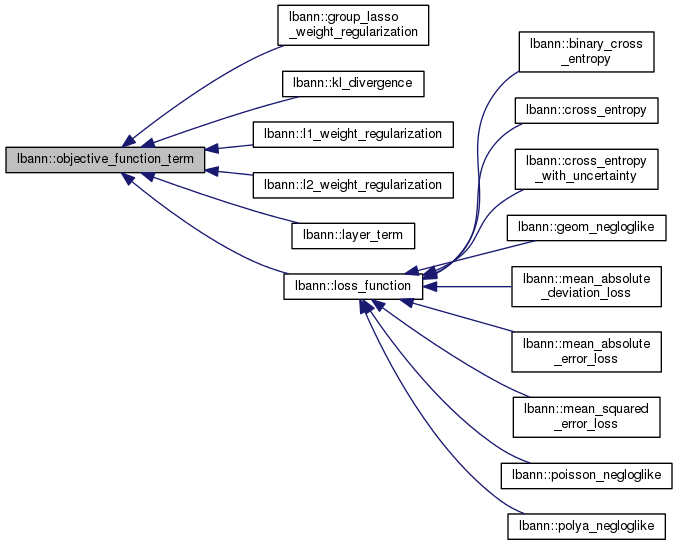 lbann::group_lasso
_weight_regularization
lbann::kl_divergence
lbann::l1_weight_regularization
lbann::objective_function_term
lbann::l2_weight_regularization
lbann::layer_term
lbann::loss_function
lbann::binary_cross
_entropy
lbann::cross_entropy
lbann::cross_entropy
_with_uncertainty
lbann::geom_negloglike
lbann::mean_absolute
_deviation_loss
lbann::mean_absolute
_error_loss
lbann::mean_squared
_error_loss
lbann::poisson_negloglike
lbann::polya_negloglike